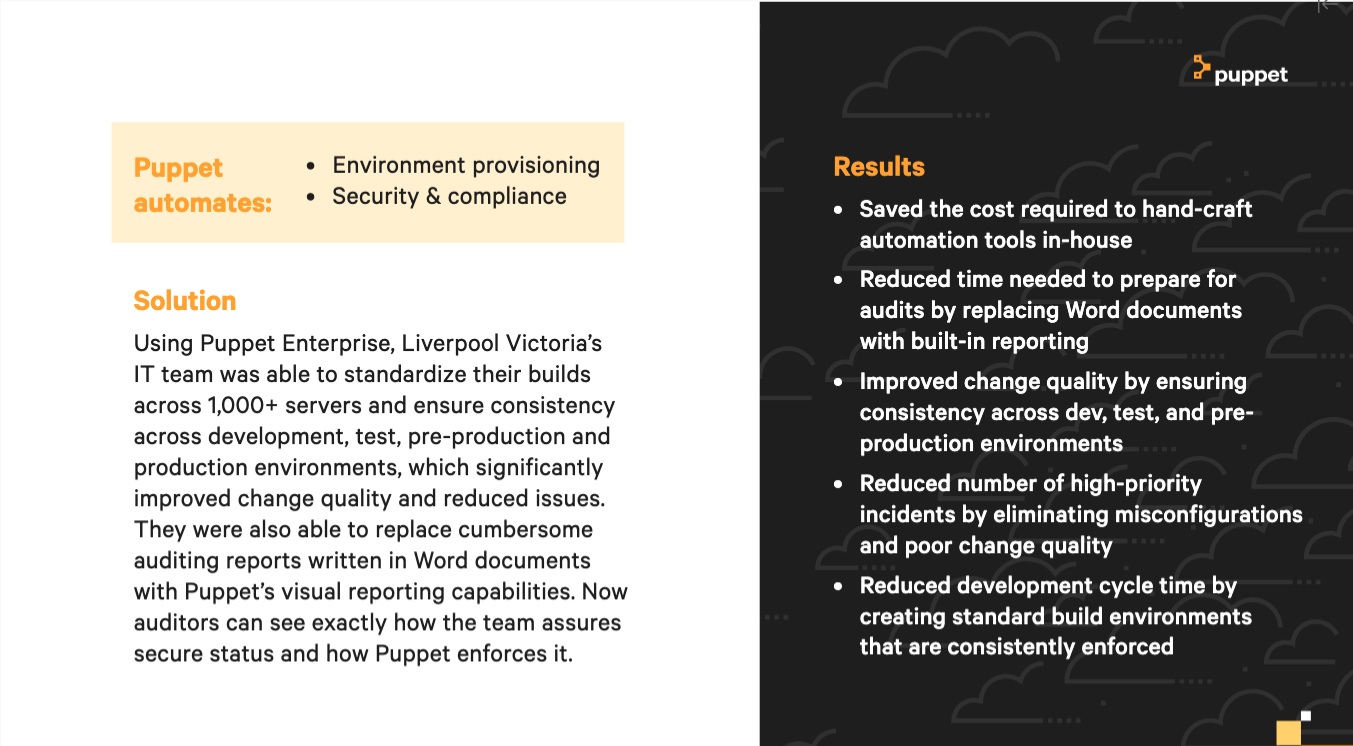 puppet
Puppet
automates:
• Environment provisioning
• Security & compliance
Solution
Using Puppet Enterprise, Liverpool Victoria’s
IT team was able to standardize their builds
across 1,000+ servers and ensure consistency
across development, test, pre-production and
production environments, which significantly
improved change quality and reduced issues.
They were also able to replace cumbersome
auditing reports written in Word documents
with Puppet’s visual reporting capabilities. Now
auditors can see exactly how the team assures
secure status and how Puppet enforces it.
Results
• Saved the cost required to hand-craft
automation tools in-house
• Reduced time needed to prepare for
audits by replacing Word documents
with built-in reporting
• Improved change quality by ensuring
consistency across dev, test, and pre-
production environments
• Reduced number of high-priority
incidents by eliminating misconfigurations
and poor change quality
• Reduced development cycle time by
creating standard build environments
that are consistently enforced